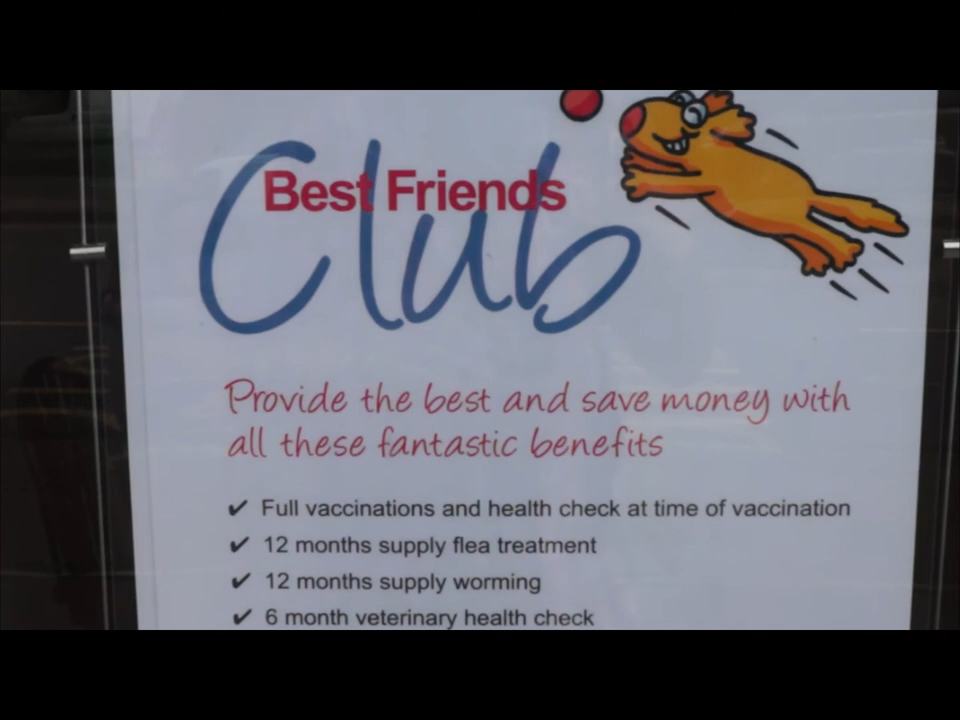 Best Friends
Club
Provide the best and save money with
all these fantastic benefits
✔ Full vaccinations and health check at time of vaccination
✔ 12 months supply flea treatment
✔ 12 months supply worming
✔ 6 month veterinary health check